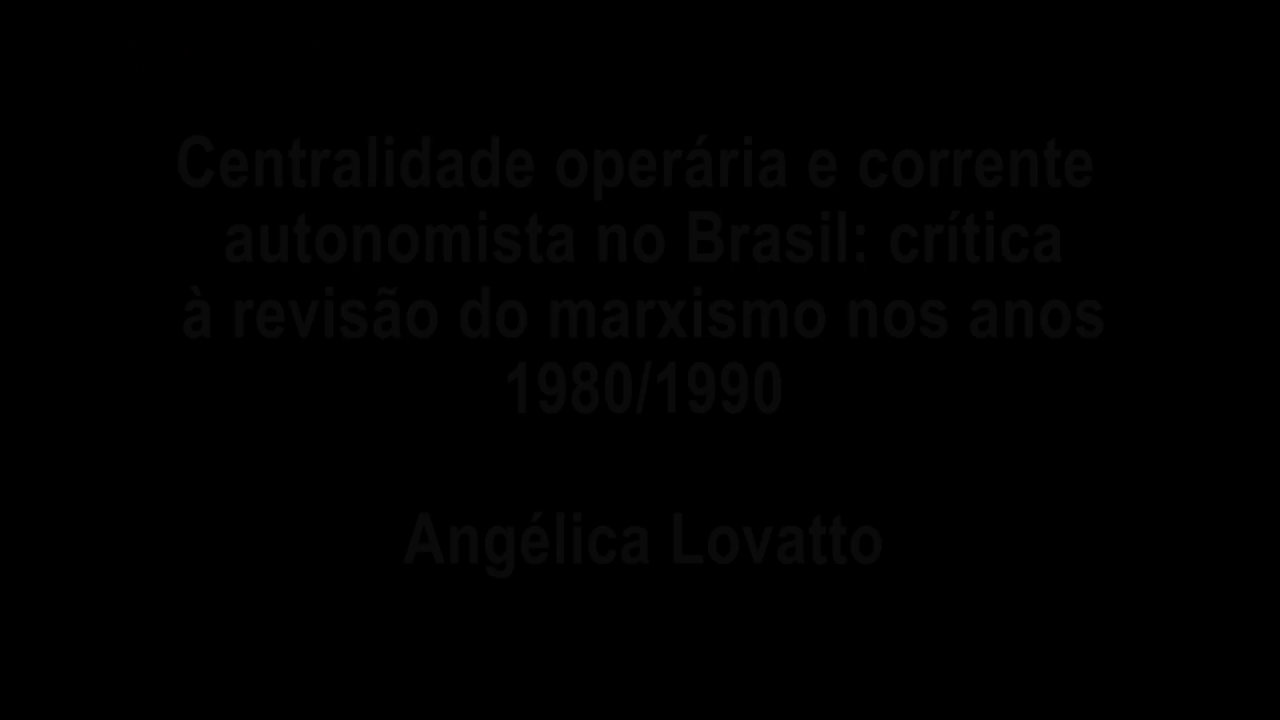 Centralidade operária e corrente
autonomista no Brasil: crítica
à revisão do marxismo nos anos
1980/1990
Angélica Lovatto